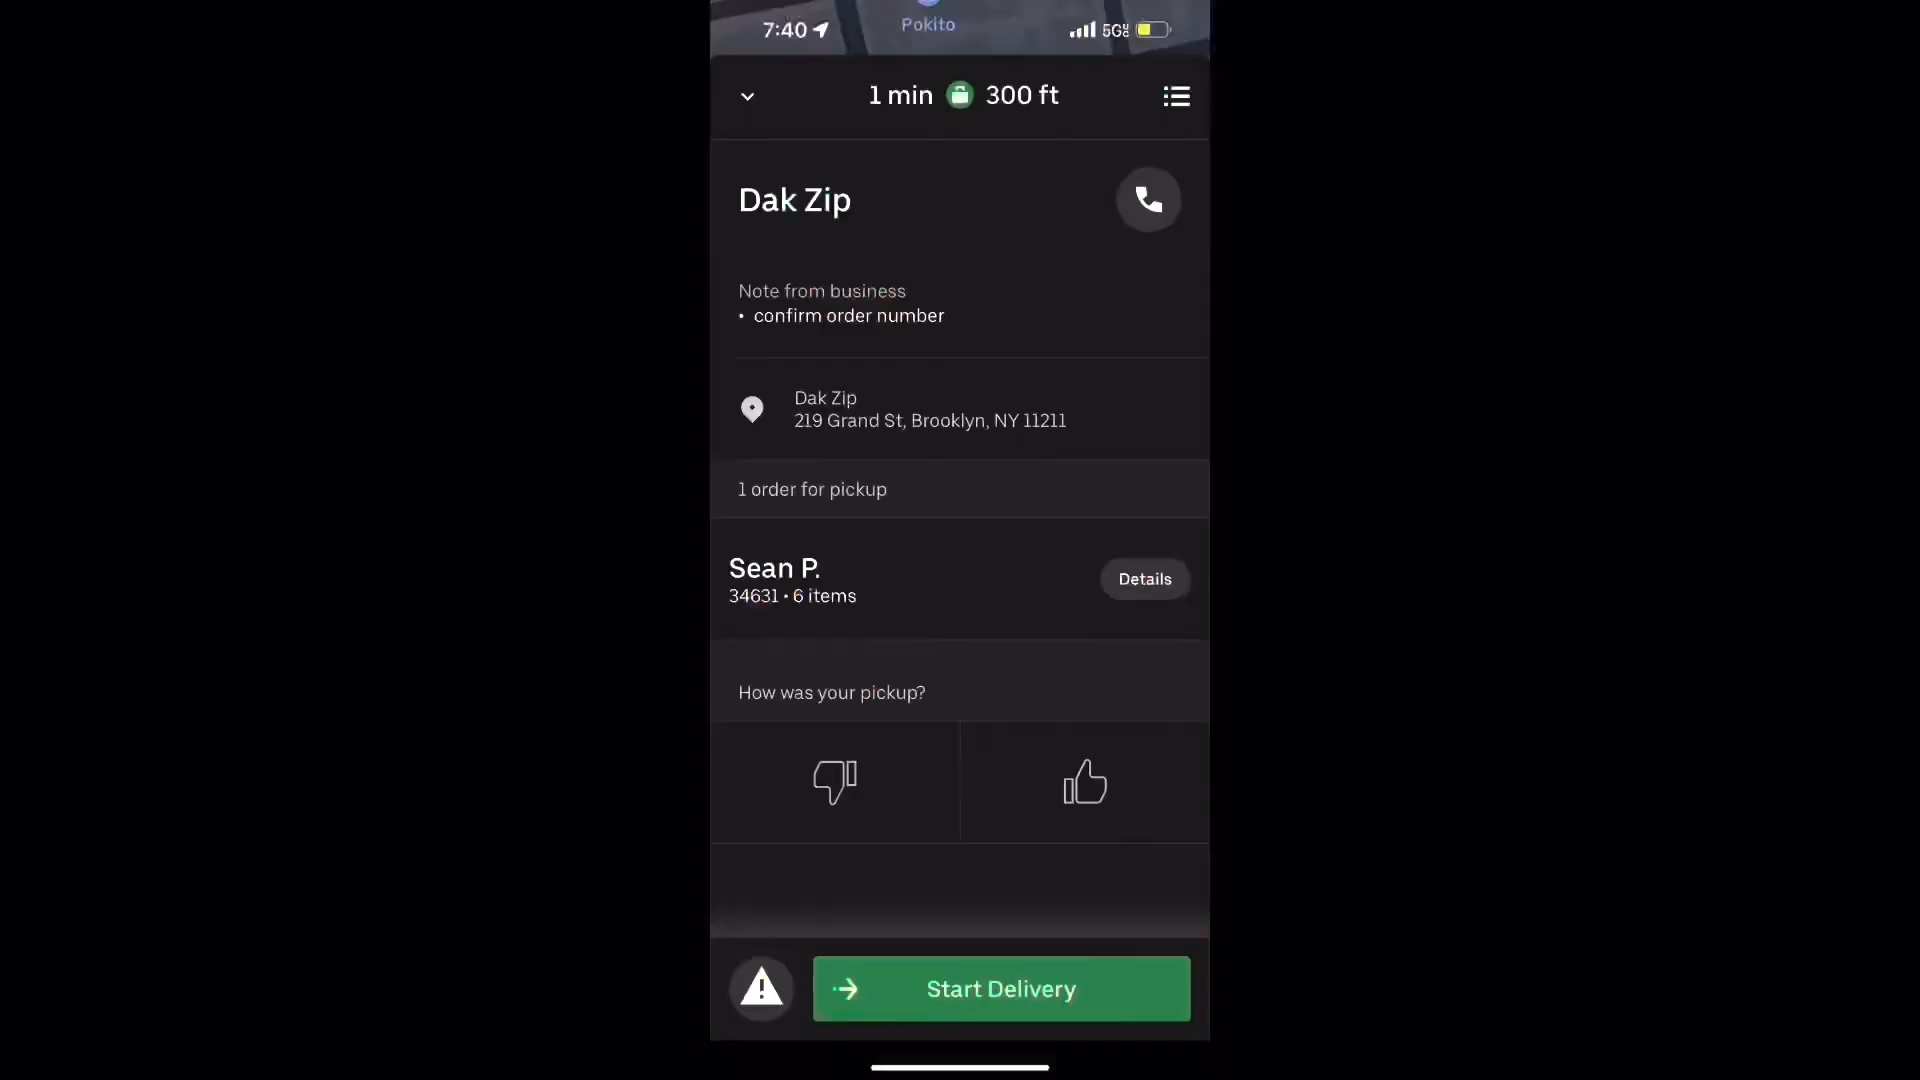 7:40
Pokito
1 min 300 ft
Dak Zip
Note from business
• confirm order number
Dak Zip
219 Grand St, Brooklyn, NY 11211
1 order for pickup
Sean P.
34631 • 6 items
Details
How was your pickup?
Start Delivery